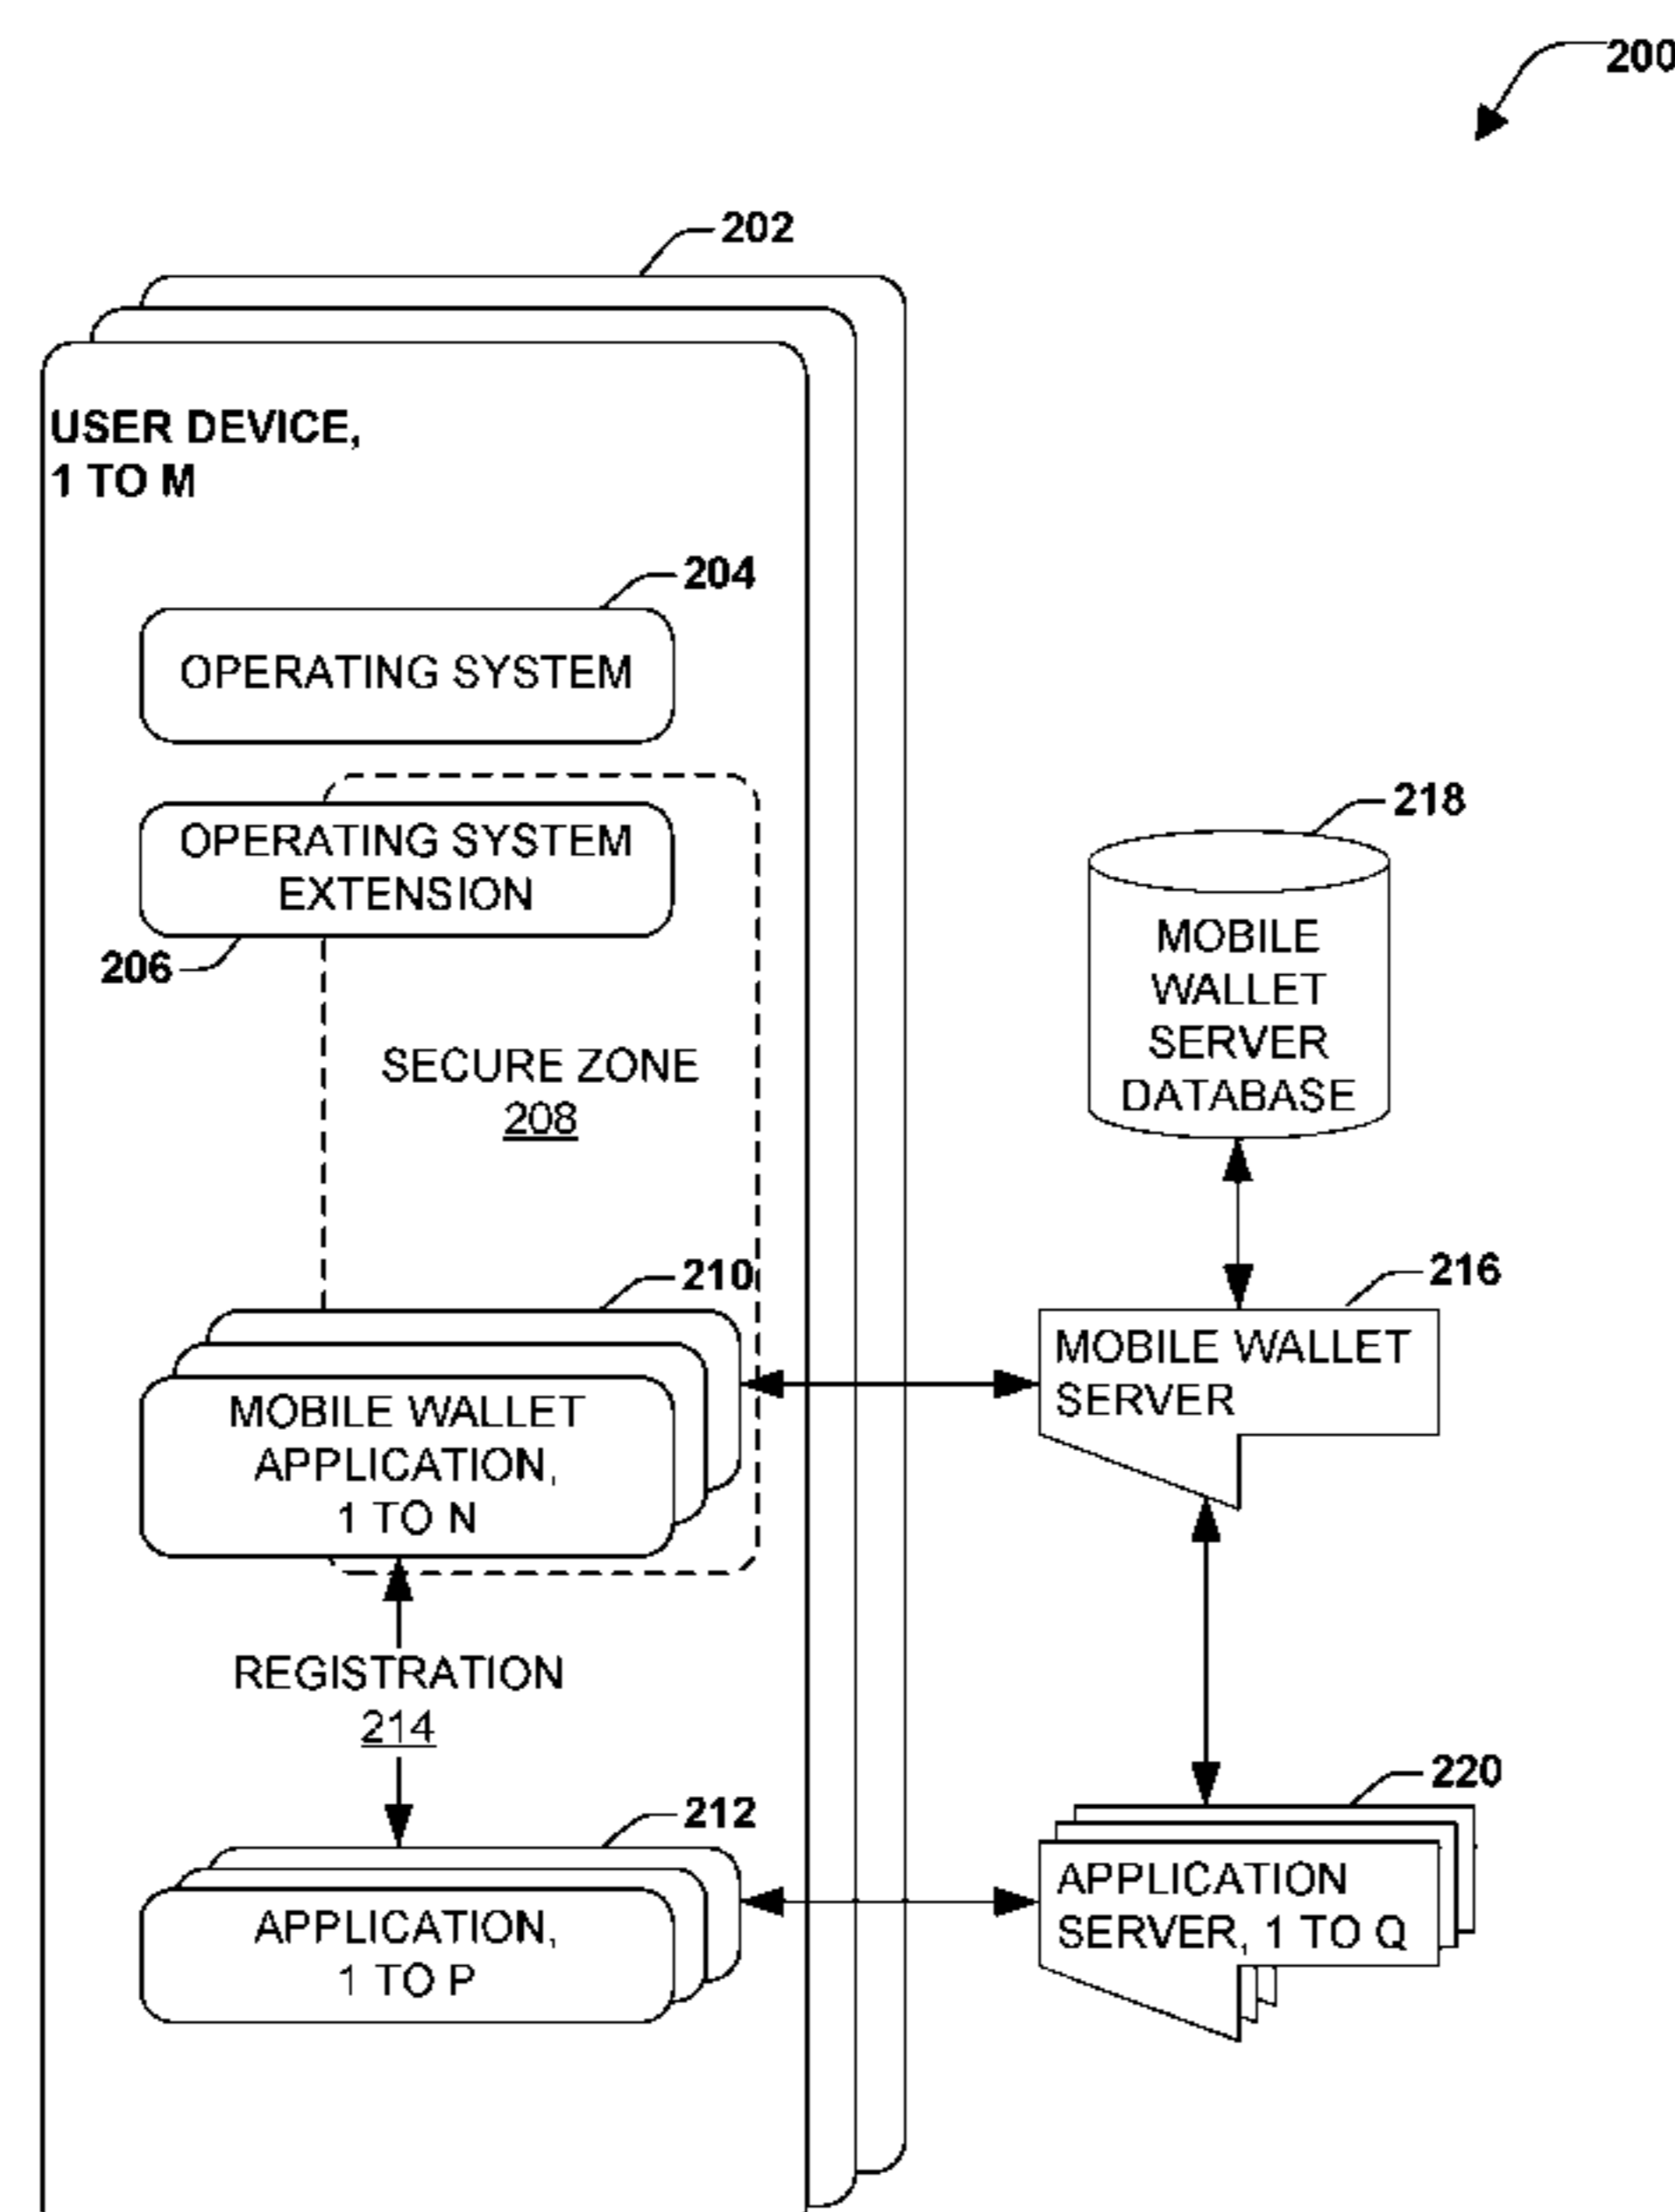 200
202
USER DEVICE,
1 TO M
204
OPERATING SYSTEM
OPERATING SYSTEM
EXTENSION
206
SECURE ZONE
208
210
MOBILE WALLET
APPLICATION,
1 TO N
REGISTRATION
214
212
APPLICATION,
1 TO P
218
MOBILE
WALLET
SERVER
DATABASE
216
MOBILE WALLET
SERVER
220
APPLICATION
SERVER, 1 TO Q